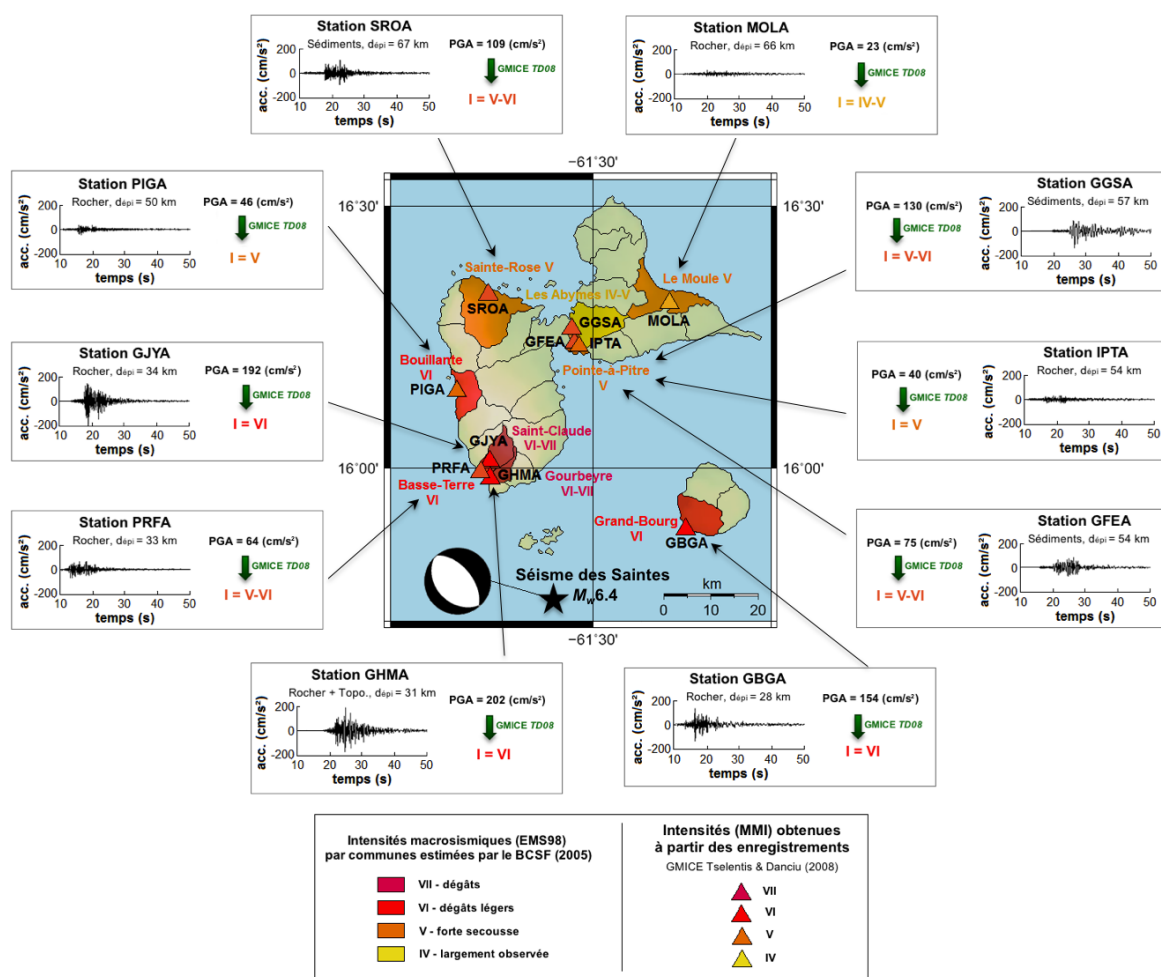 Station SROA
Sédiments, dépi = 67 km
PGA = 109 (cm/s²)
GMICE TD08
I = V-VI
acc. (cm/s²)
200
0
-200
10 20 30 40 50
temps (s)
Station MOLA
Rocher, dépi = 66 km
PGA = 23 (cm/s²)
GMICE TD08
I = IV-V
acc. (cm/s²)
200
0
-200
10 20 30 40 50
temps (s)
Station PIGA
Rocher, dépi = 50 km
PGA = 46 (cm/s²)
GMICE TD08
I = V
acc. (cm/s²)
200
0
-200
10 20 30 40 50
temps (s)
Station GGSA
Sédiments, dépi = 57 km
PGA = 130 (cm/s²)
GMICE TD08
I = V-VI
acc. (cm/s²)
200
0
-200
10 20 30 40 50
temps (s)
Station GJYA
Rocher, dépi = 34 km
PGA = 192 (cm/s²)
GMICE TD08
I = VI
acc. (cm/s²)
200
0
-200
10 20 30 40 50
temps (s)
Station IPTA
Rocher, dépi = 54 km
PGA = 40 (cm/s²)
GMICE TD08
I = V
acc. (cm/s²)
200
0
-200
10 20 30 40 50
temps (s)
Station PRFA
Rocher, dépi = 33 km
PGA = 64 (cm/s²)
GMICE TD08
I = V-VI
acc. (cm/s²)
200
0
-200
10 20 30 40 50
temps (s)
Station GFEA
Sédiments, dépi = 54 km
PGA = 75 (cm/s²)
GMICE TD08
I = V-VI
acc. (cm/s²)
200
0
-200
10 20 30 40 50
temps (s)
−61˚30'
16˚30'
16˚30'
Sainte-Rose V
Le Moule V
Les Abymes IV-V
SROA
GGSA
MOLA
GFEA
IPTA
Bouillante
VI
Pointe-à-Pitre
V
PIGA
Saint-Claude
VI-VII
GJYA
16˚00'
16˚00'
PRFA
GHMA
Gourbeyre
VI-VII
Basse-Terre
VI
Grand-Bourg
VI
GBGA
Séisme des Saintes
Mw6.4
km
0 10 20
−61˚30'
Station GHMA
Rocher + Topo., dépi = 31 km
PGA = 202 (cm/s²)
GMICE TD08
I = VI
acc. (cm/s²)
200
0
-200
10 20 30 40 50
temps (s)
Station GBGA
Rocher, dépi = 28 km
PGA = 154 (cm/s²)
GMICE TD08
I = VI
acc. (cm/s²)
200
0
-200
10 20 30 40 50
temps (s)
Intensités macrosismiques (EMS98)
par communes estimées par le BCSF (2005)
VII - dégâts
VI - dégâts légers
V - forte secousse
IV - largement observée
Intensités (MMI) obtenues
à partir des enregistrements
GMICE Tselentis & Danciu (2008)
VII
VI
V
IV